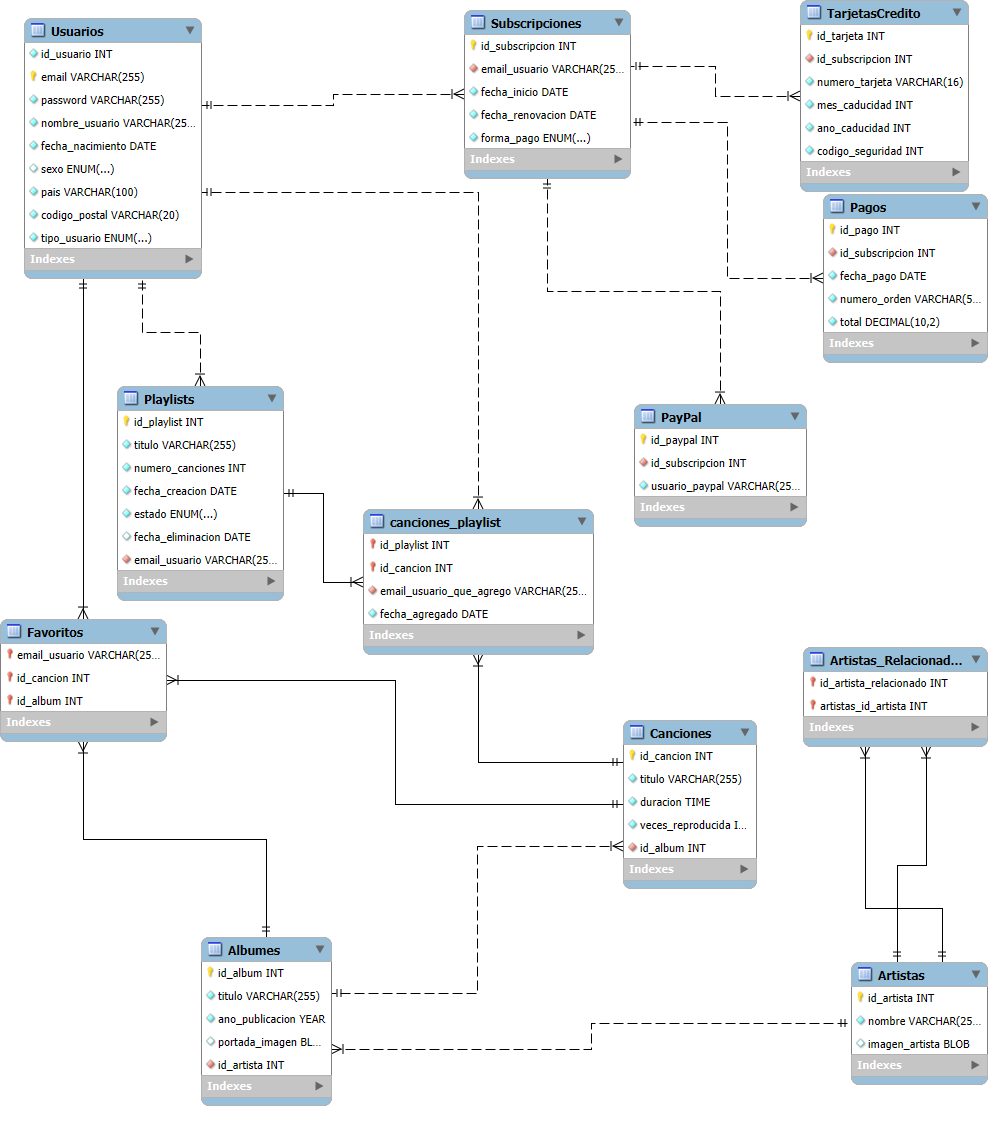 Usuarios
id_usuario INT
email VARCHAR(255)
password VARCHAR(255)
nombre_usuario VARCHAR(25...
fecha_nacimiento DATE
sexo ENUM(...)
pais VARCHAR(100)
codigo_postal VARCHAR(20)
tipo_usuario ENUM(...)
Indexes
Subscripciones
id_subscripcion INT
email_usuario VARCHAR(25...
fecha_inicio DATE
fecha_renovacion DATE
forma_pago ENUM(...)
Indexes
TarjetasCredito
id_tarjeta INT
id_subscripcion INT
numero_tarjeta VARCHAR(16)
mes_caducidad INT
ano_caducidad INT
codigo_seguridad INT
Indexes
Pagos
id_pago INT
id_subscripcion INT
fecha_pago DATE
numero_orden VARCHAR(5...
total DECIMAL(10,2)
Indexes
Playlists
id_playlist INT
titulo VARCHAR(255)
numero_canciones INT
fecha_creacion DATE
estado ENUM(...)
fecha_eliminacion DATE
email_usuario VARCHAR(25...
Indexes
PayPal
id_paypal INT
id_subscripcion INT
usuario_paypal VARCHAR(25...
Indexes
canciones_playlist
id_playlist INT
id_cancion INT
email_usuario_que_agrego VARCHAR(25...
fecha_agregado DATE
Indexes
Favoritos
email_usuario VARCHAR(25...
id_cancion INT
id_album INT
Indexes
Artistas_Relacionad...
id_artista_relacionado INT
artistas_id_artista INT
Indexes
Canciones
id_cancion INT
titulo VARCHAR(255)
duracion TIME
veces_reproducida I...
id_album INT
Indexes
Albumes
id_album INT
titulo VARCHAR(255)
ano_publicacion YEAR
portada_imagen BL...
id_artista INT
Indexes
Artistas
id_artista INT
nombre VARCHAR(25...
imagen_artista BLOB
Indexes